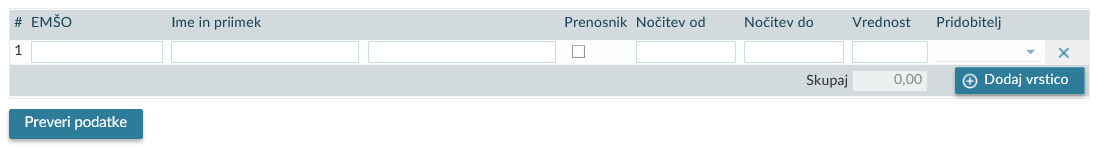 # EMŠO Ime in priimek Prenosnik Nočitev od Nočitev do Vrednost Pridobitelj
1
Skupaj 0,00 Dodaj vrstico
Preveri podatke